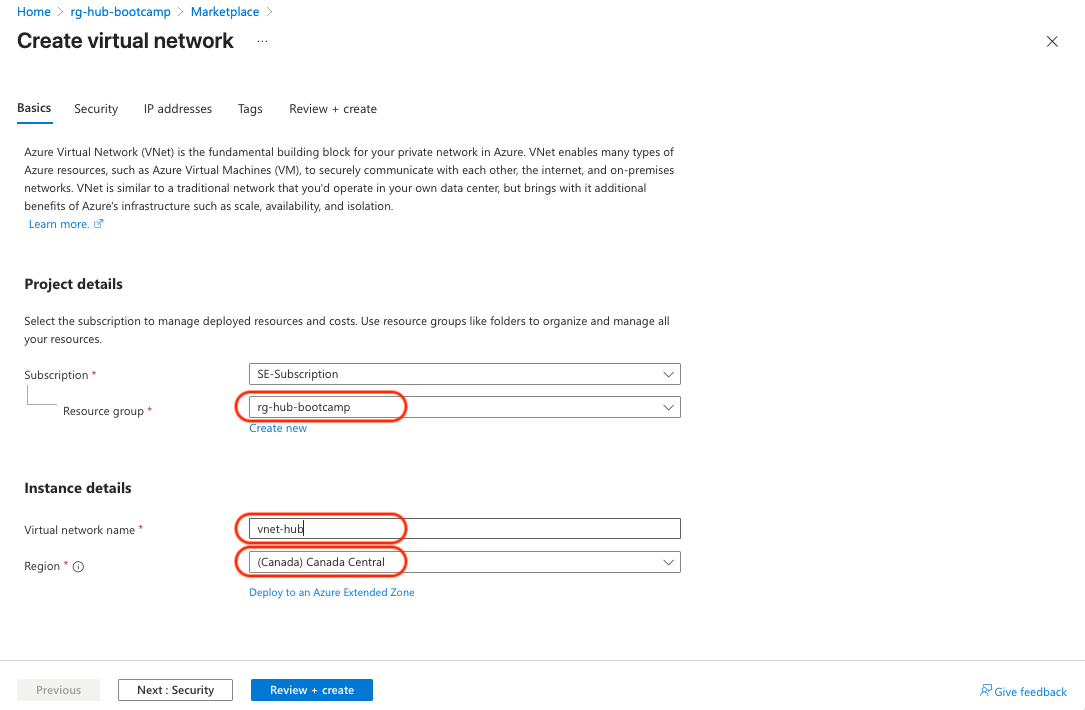 Home > rg-hub-bootcamp > Marketplace >
Create virtual network ...
Basics Security IP addresses Tags Review + create
Azure Virtual Network (VNet) is the fundamental building block for your private network in Azure. VNet enables many types of
Azure resources, such as Azure Virtual Machines (VM), to securely communicate with each other, the internet, and on-premises
networks. VNet is similar to a traditional network that you'd operate in your own data center, but brings with it additional
benefits of Azure's infrastructure such as scale, availability, and isolation.
Learn more.
Project details
Select the subscription to manage deployed resources and costs. Use resource groups like folders to organize and manage all
your resources.
Subscription * SE-Subscription
Resource group * rg-hub-bootcamp
Create new
Instance details
Virtual network name * vnet-hub
Region * (Canada) Canada Central
Deploy to an Azure Extended Zone
Previous Next : Security Review + create Give feedback